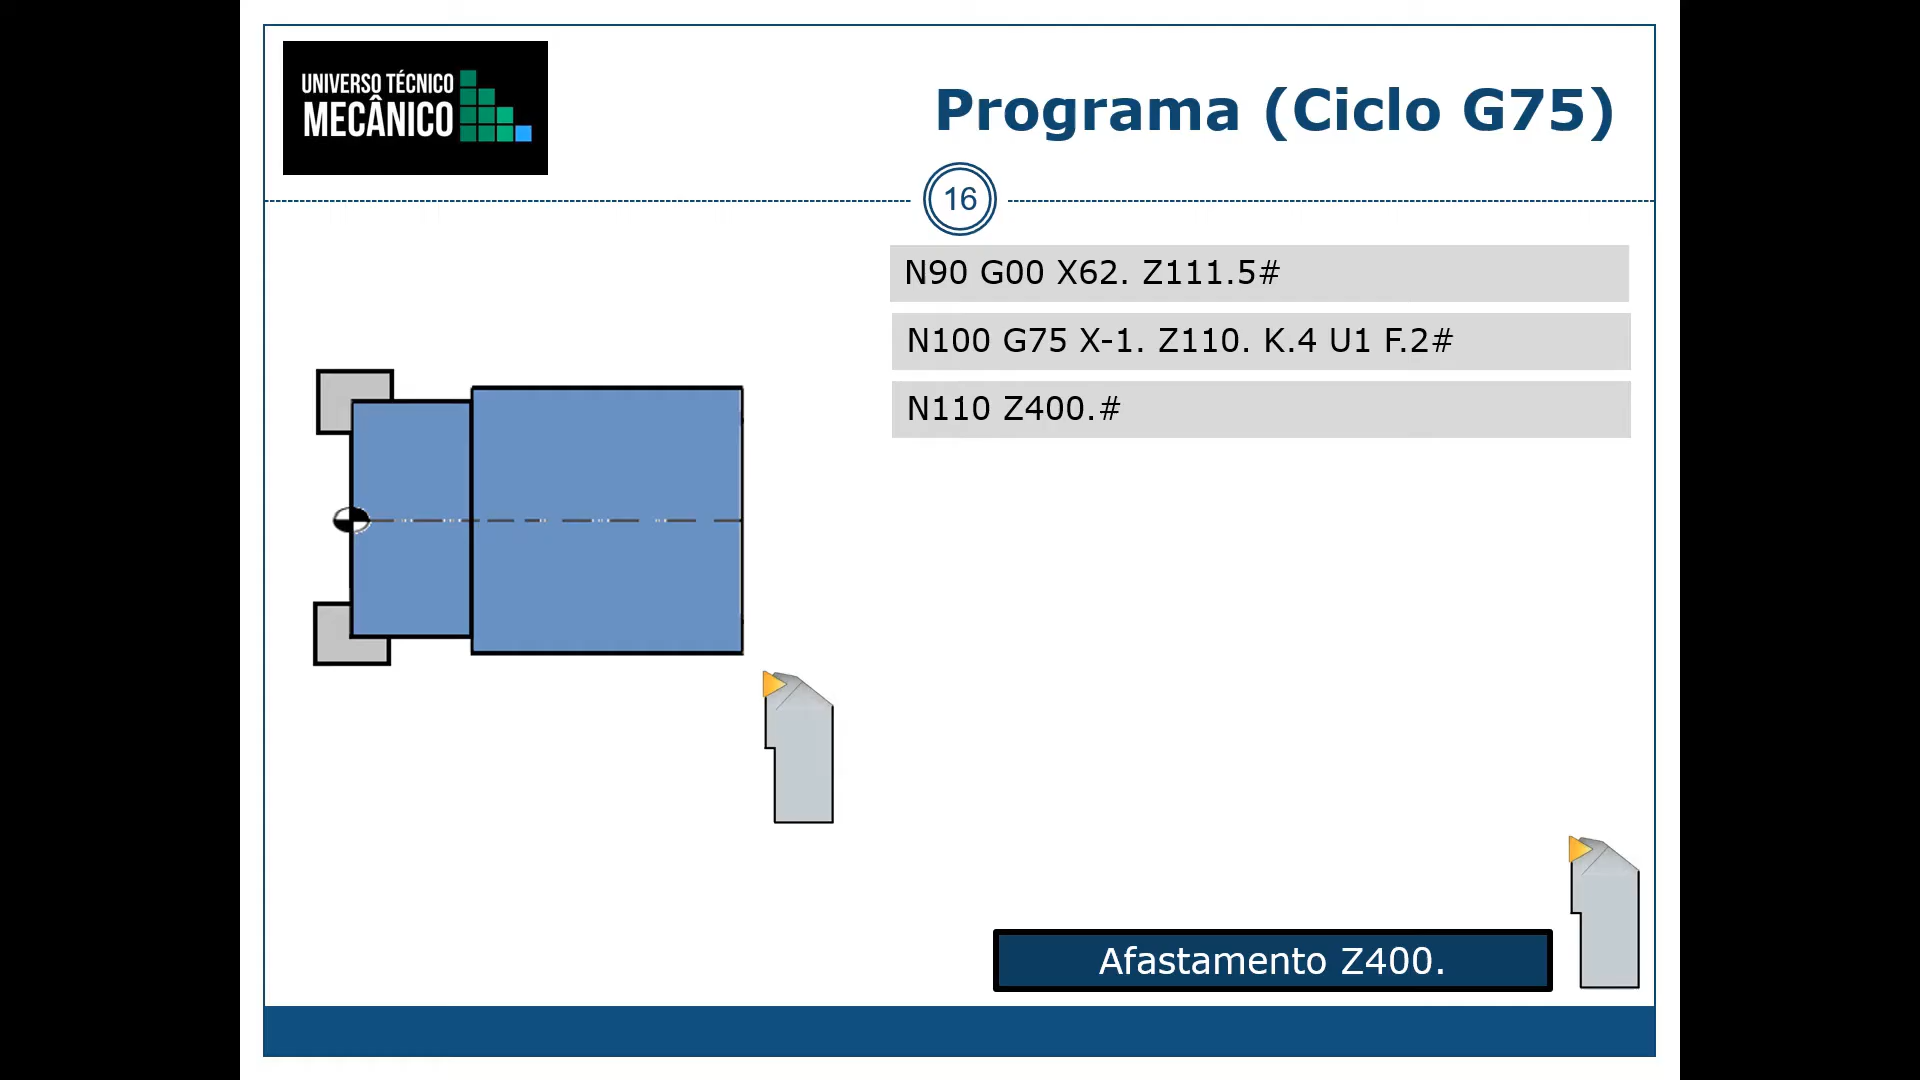 UNIVERSO TÉCNICO
MECÂNICO
Programa (Ciclo G75)
16
N90 G00 X62. Z111.5#
N100 G75 X-1. Z110. K.4 U1 F.2#
N110 Z400.#
Afastamento Z400.